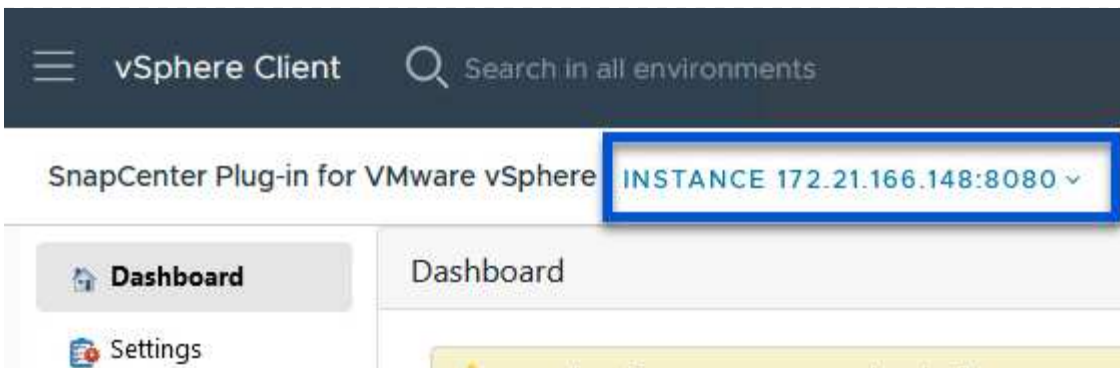 vSphere Client
Search in all environments
SnapCenter Plug-in for VMware vSphere INSTANCE 172.21.166.148:8080
Dashboard
Dashboard
Settings